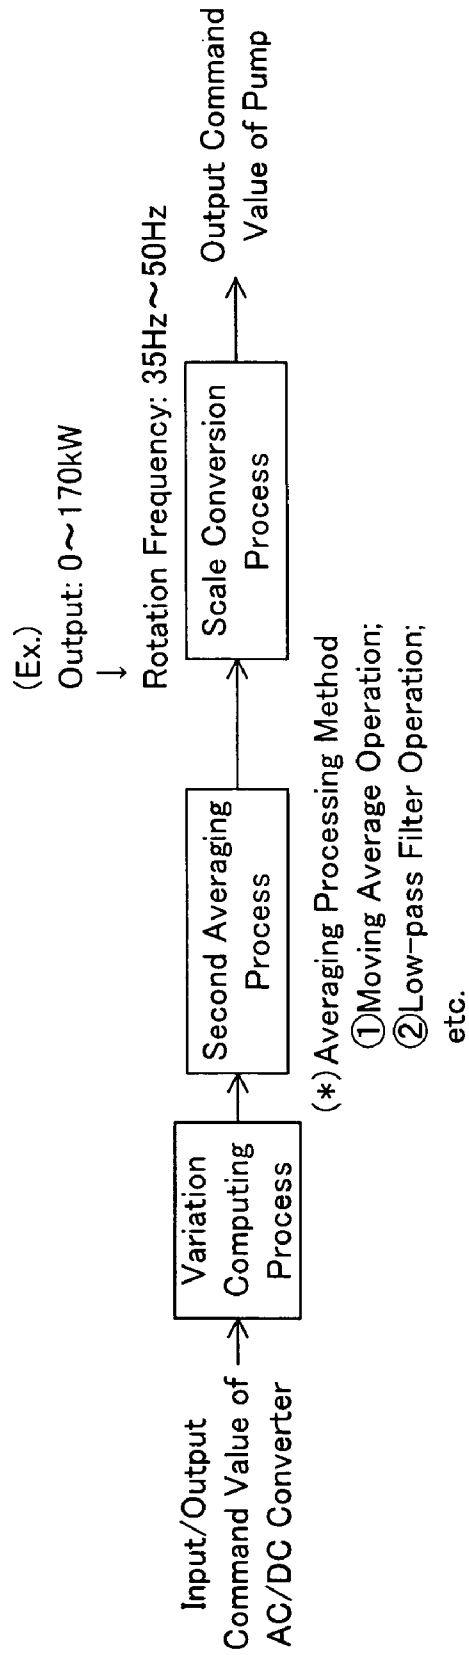 Input/Output
Command Value of
AC/DC Converter
Variation
Computing
Process
Second Averaging
Process
(*)Averaging Processing Method
①Moving Average Operation;
②Low-pass Filter Operation;
etc.
(Ex.)
Output: 0～170kW
↓
Rotation Frequency: 35Hz～50Hz
Scale Conversion
Process
Output Command
Value of Pump